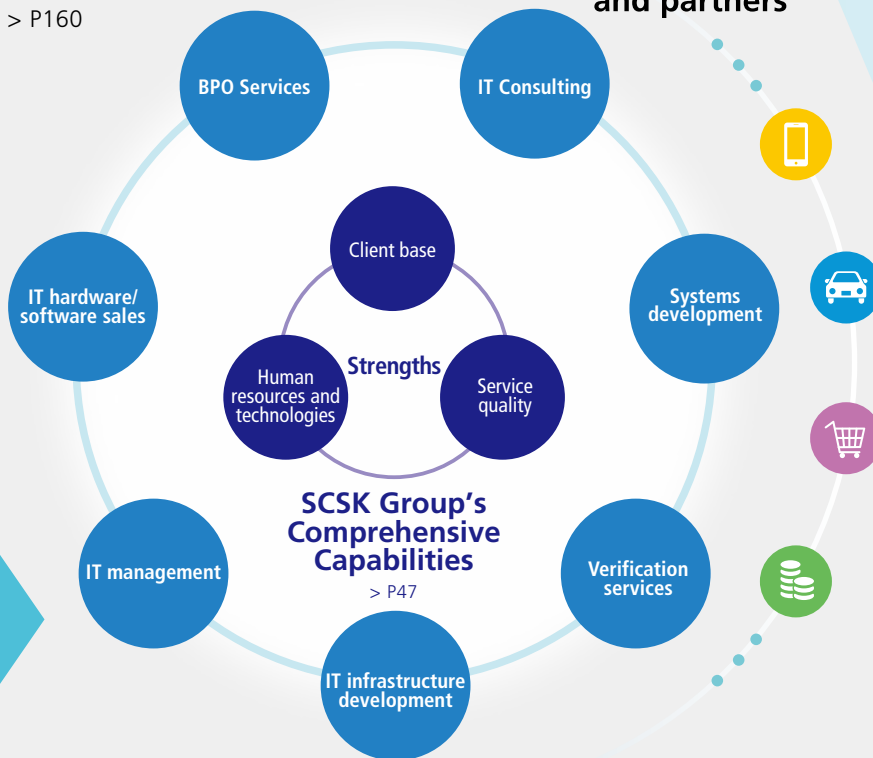 and partners
> P160
BPO Services
IT Consulting
Client base
IT hardware/
software sales
Systems
development
Strengths
Human
resources and
technologies
Service
quality
SCSK Group's
Comprehensive
Capabilities
> P47
IT management
Verification
services
IT infrastructure
development